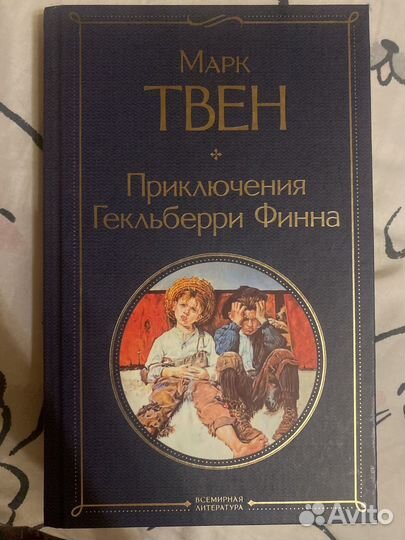 Марк
ТВЕН
Приключения
Гекльберри Финна
ВСЕМИРНАЯ
ЛИТЕРАТУРА
Avito